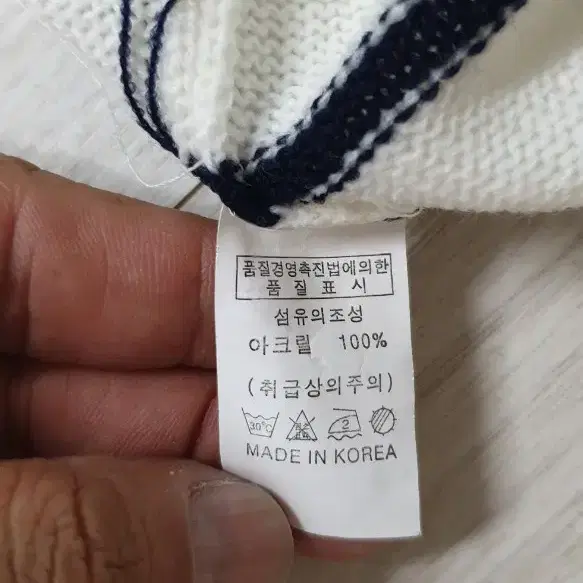 품질경영촉진법에의한
품 질 표 시
섬유의조성
아크릴 100%
(취급상의주의)
30℃ 2
MADE IN KOREA